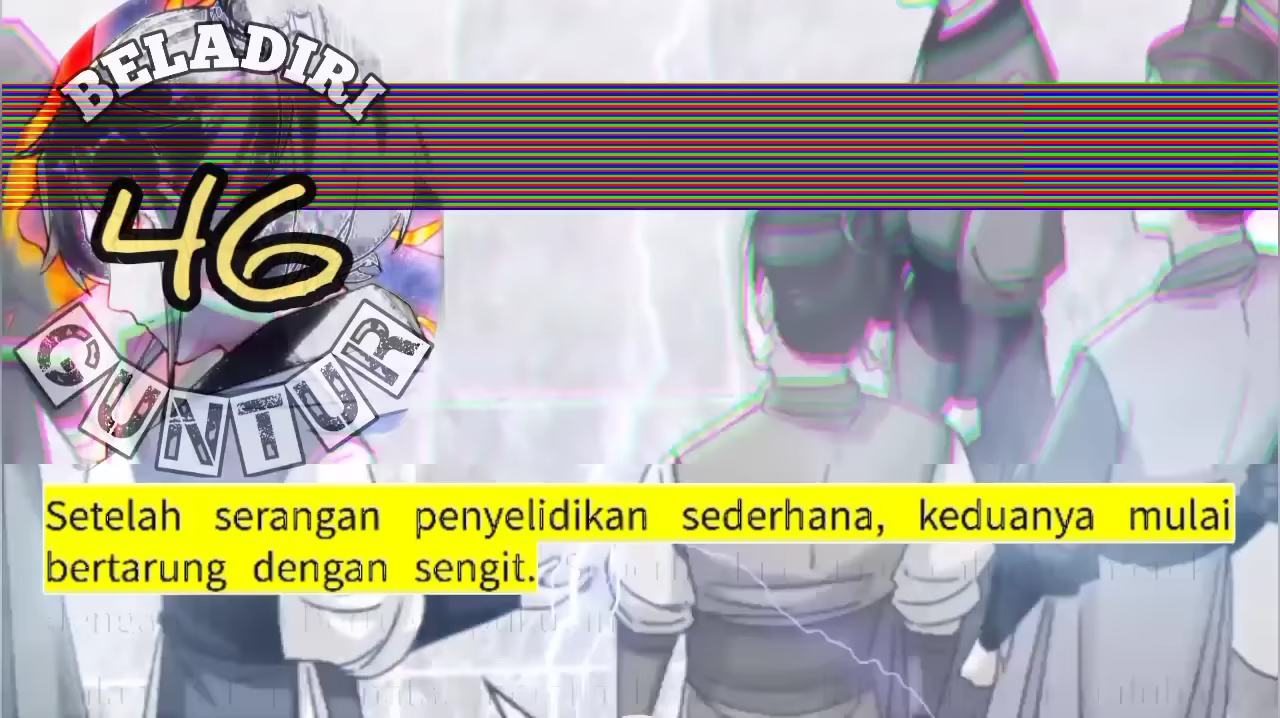 BELADIRI
46
GUNTUR
Setelah serangan penyelidikan sederhana, keduanya mulai
bertarung dengan sengit.